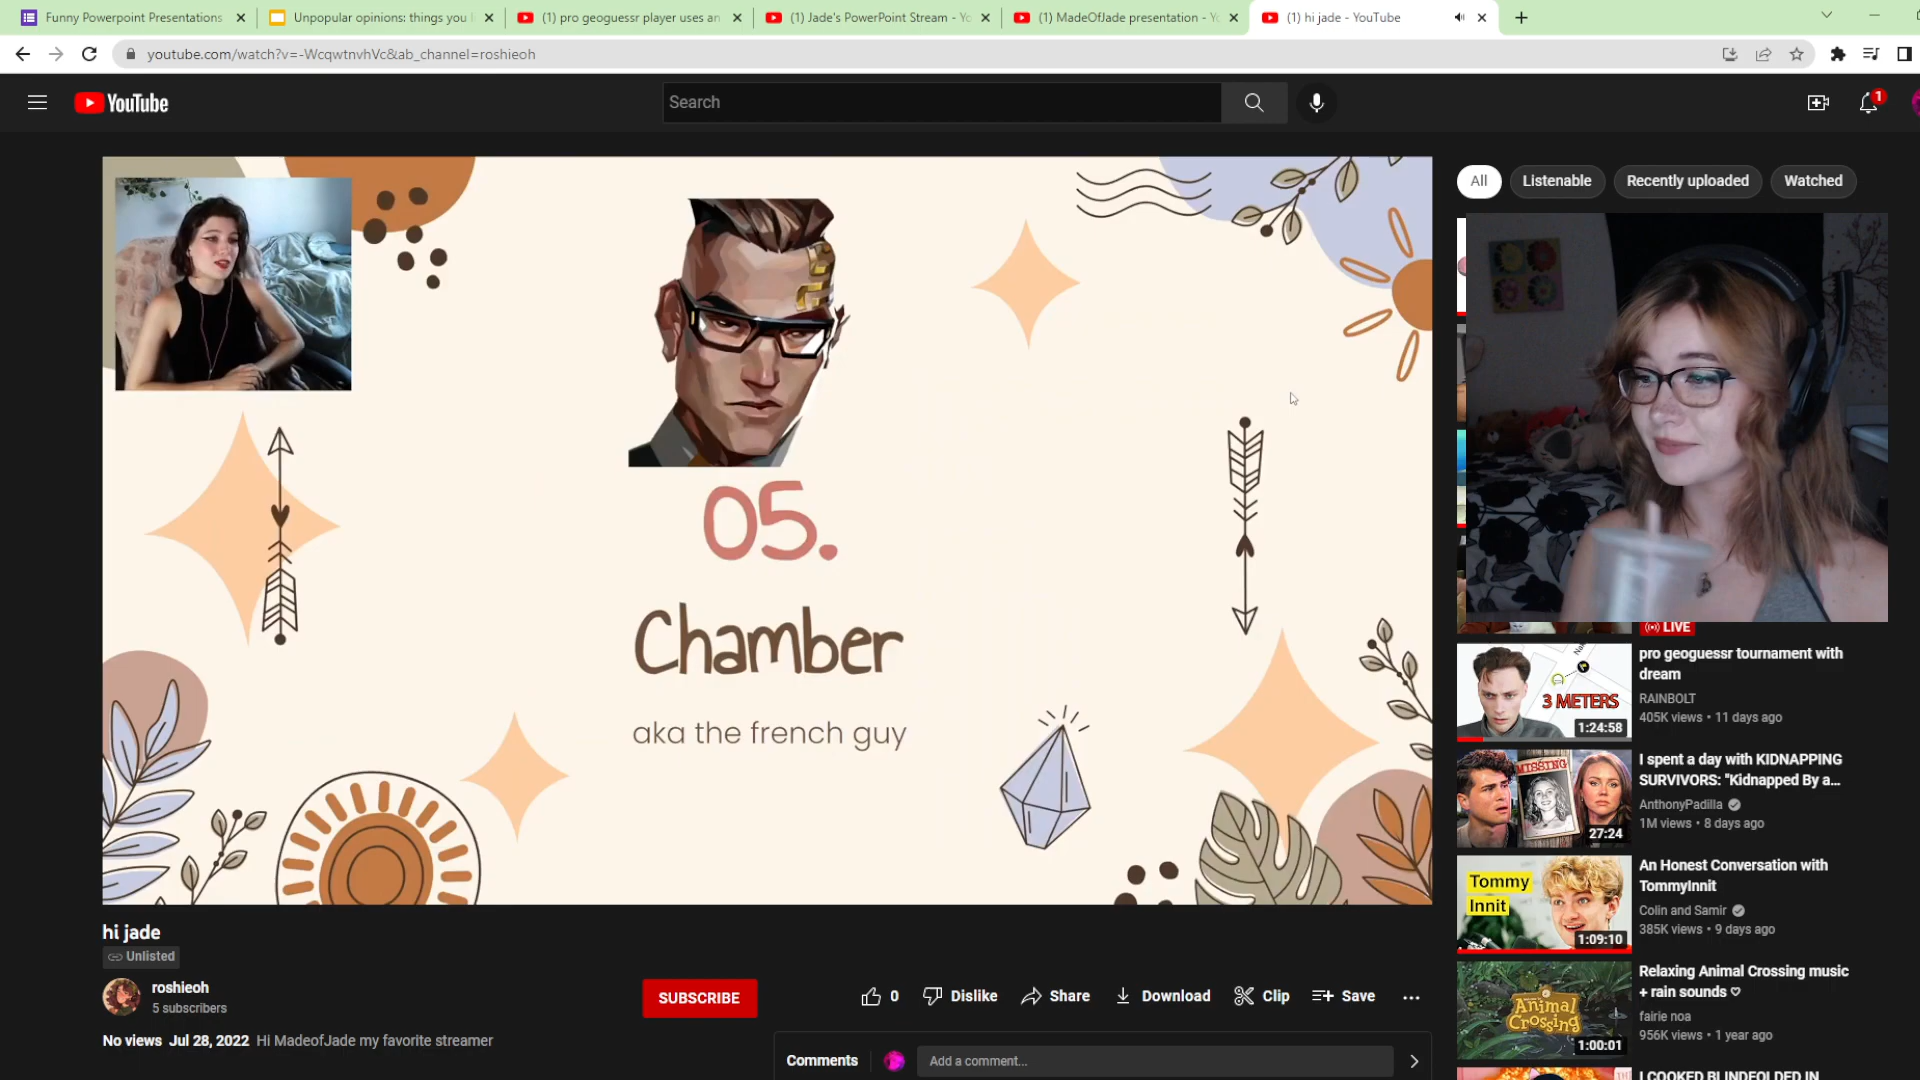 Funny Powerpoint Presentations
Unpopular opinions: things you
(1) pro geoguessr player uses an
(1) Jade's PowerPoint Stream - Yo
(1) MadeOfJade presentation - Yo
(1) hi jade - YouTube
youtube.com/watch?v=-WcqwtnvhVc&ab_channel=roshieoh
YouTube
Search
1
05.
Chamber
aka the french guy
All
Listenable
Recently uploaded
Watched
LIVE
pro geoguessr tournament with
dream
RAINBOLT
405K views • 11 days ago
3 METERS
1:24:58
I spent a day with KIDNAPPING
SURVIVORS: "Kidnapped By a...
AnthonyPadilla
1M views • 8 days ago
MISSING
27:24
An Honest Conversation with
TommyInnit
Colin and Samir
385K views • 9 days ago
Tommy
Innit
1:09:10
Relaxing Animal Crossing music
+ rain sounds ♡
fairie noa
956K views • 1 year ago
Animal
Crossing
1:00:01
I COOKED BLINDFOLDED IN
hi jade
Unlisted
roshieoh
5 subscribers
SUBSCRIBE
0
Dislike
Share
Download
Clip
Save
No views Jul 28, 2022 Hi MadeofJade my favorite streamer
Comments
Add a comment...